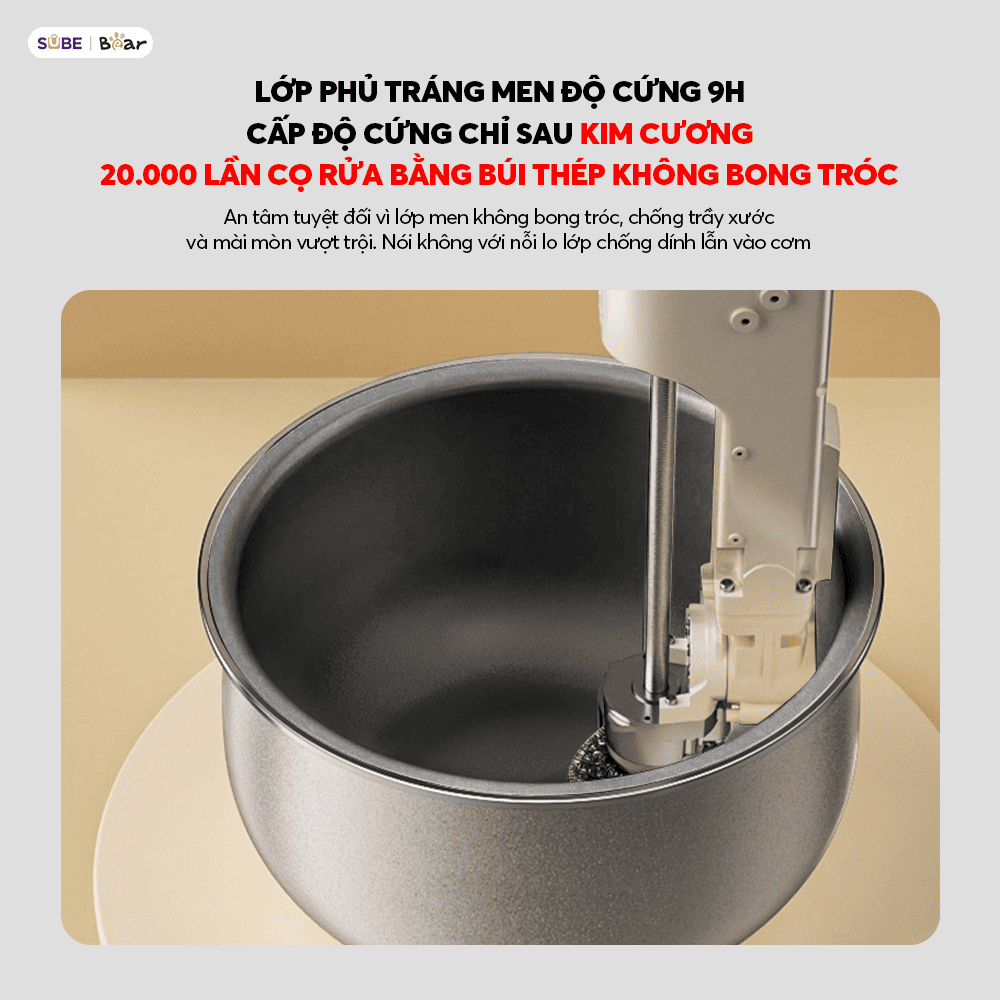 SUBE | Bear
LỚP PHỦ TRÁNG MEN ĐỘ CỨNG 9H
CẤP ĐỘ CỨNG CHỈ SAU KIM CƯƠNG
20.000 LẦN CỌ RỬA BẰNG BÚI THÉP KHÔNG BONG TRÓC
An tâm tuyệt đối vì lớp men không bong tróc, chống trầy xước
và mài mòn vượt trội. Nói không với nỗi lo lớp chống dính lẫn vào cơm